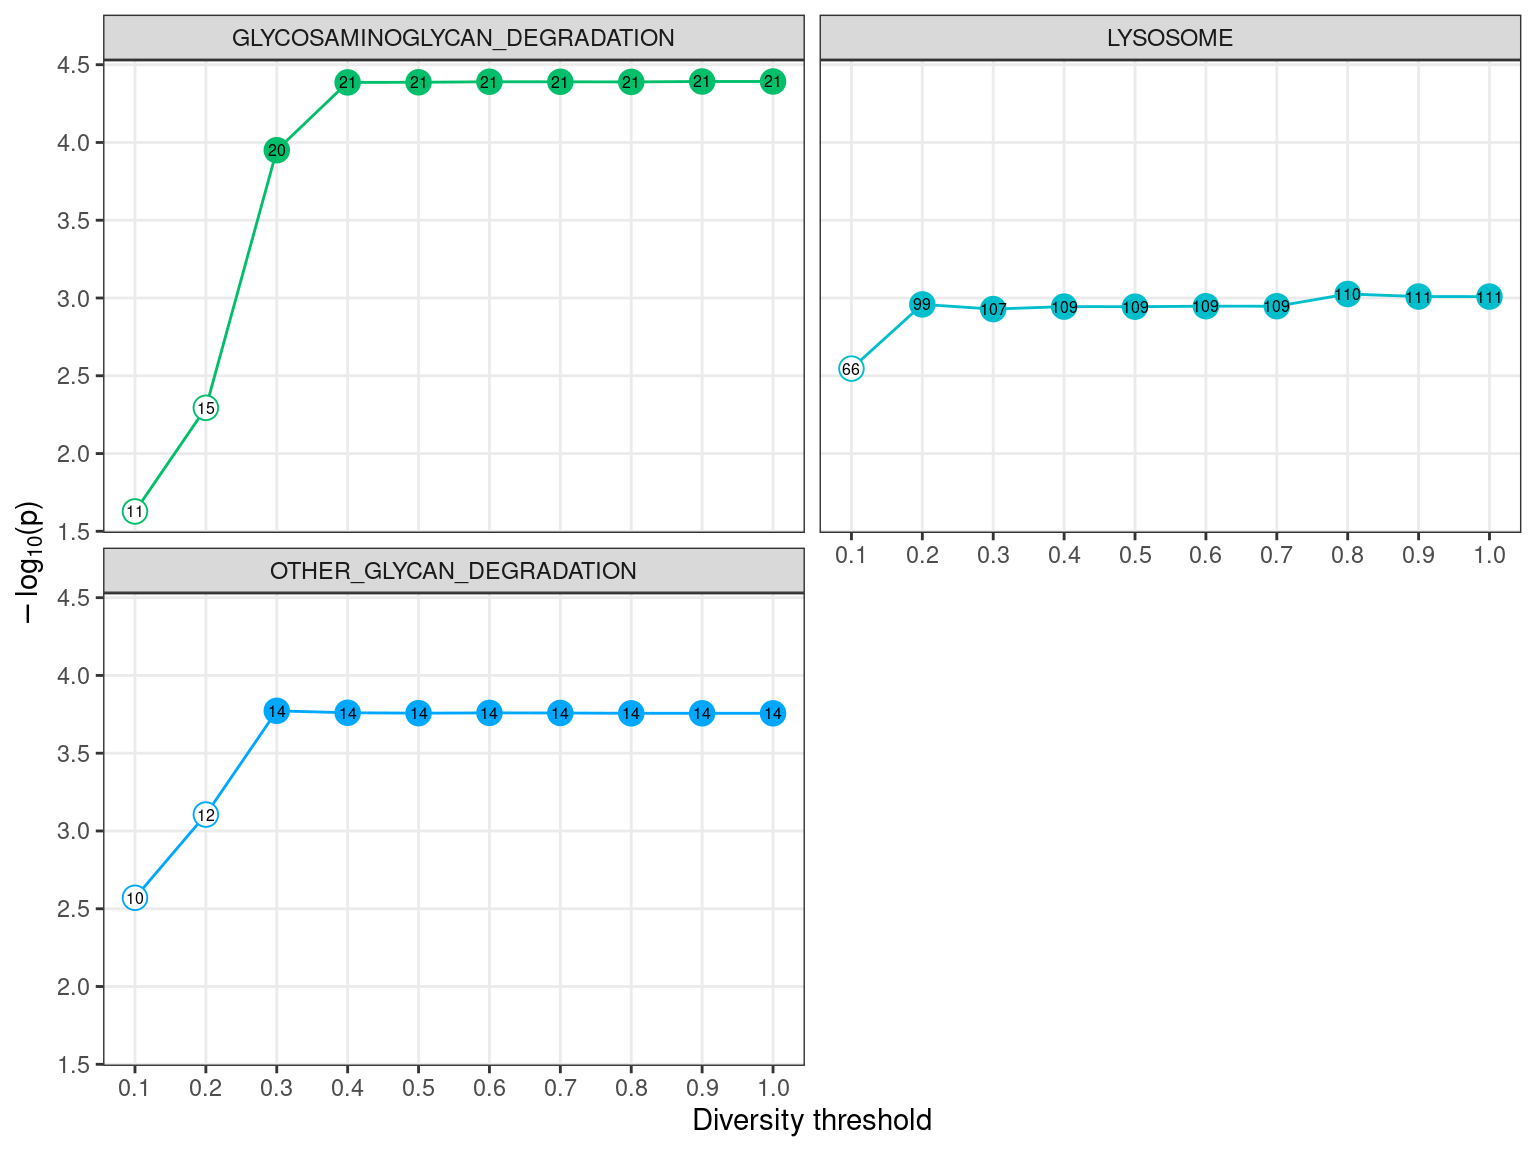 GLYCOSAMINOGLYCAN_DEGRADATION
4.5
4.0
3.5
3.0
2.5
2.0
1.5
11 15 20 21 21 21 21 21 21 21
LYSOSOME
66 99 107 109 109 109 109 110 111 111
0.1 0.2 0.3 0.4 0.5 0.6 0.7 0.8 0.9 1.0
OTHER_GLYCAN_DEGRADATION
4.5
4.0
3.5
3.0
2.5
2.0
1.5
10 12 14 14 14 14 14 14 14 14
0.1 0.2 0.3 0.4 0.5 0.6 0.7 0.8 0.9 1.0
Diversity threshold
− log₁₀(p)